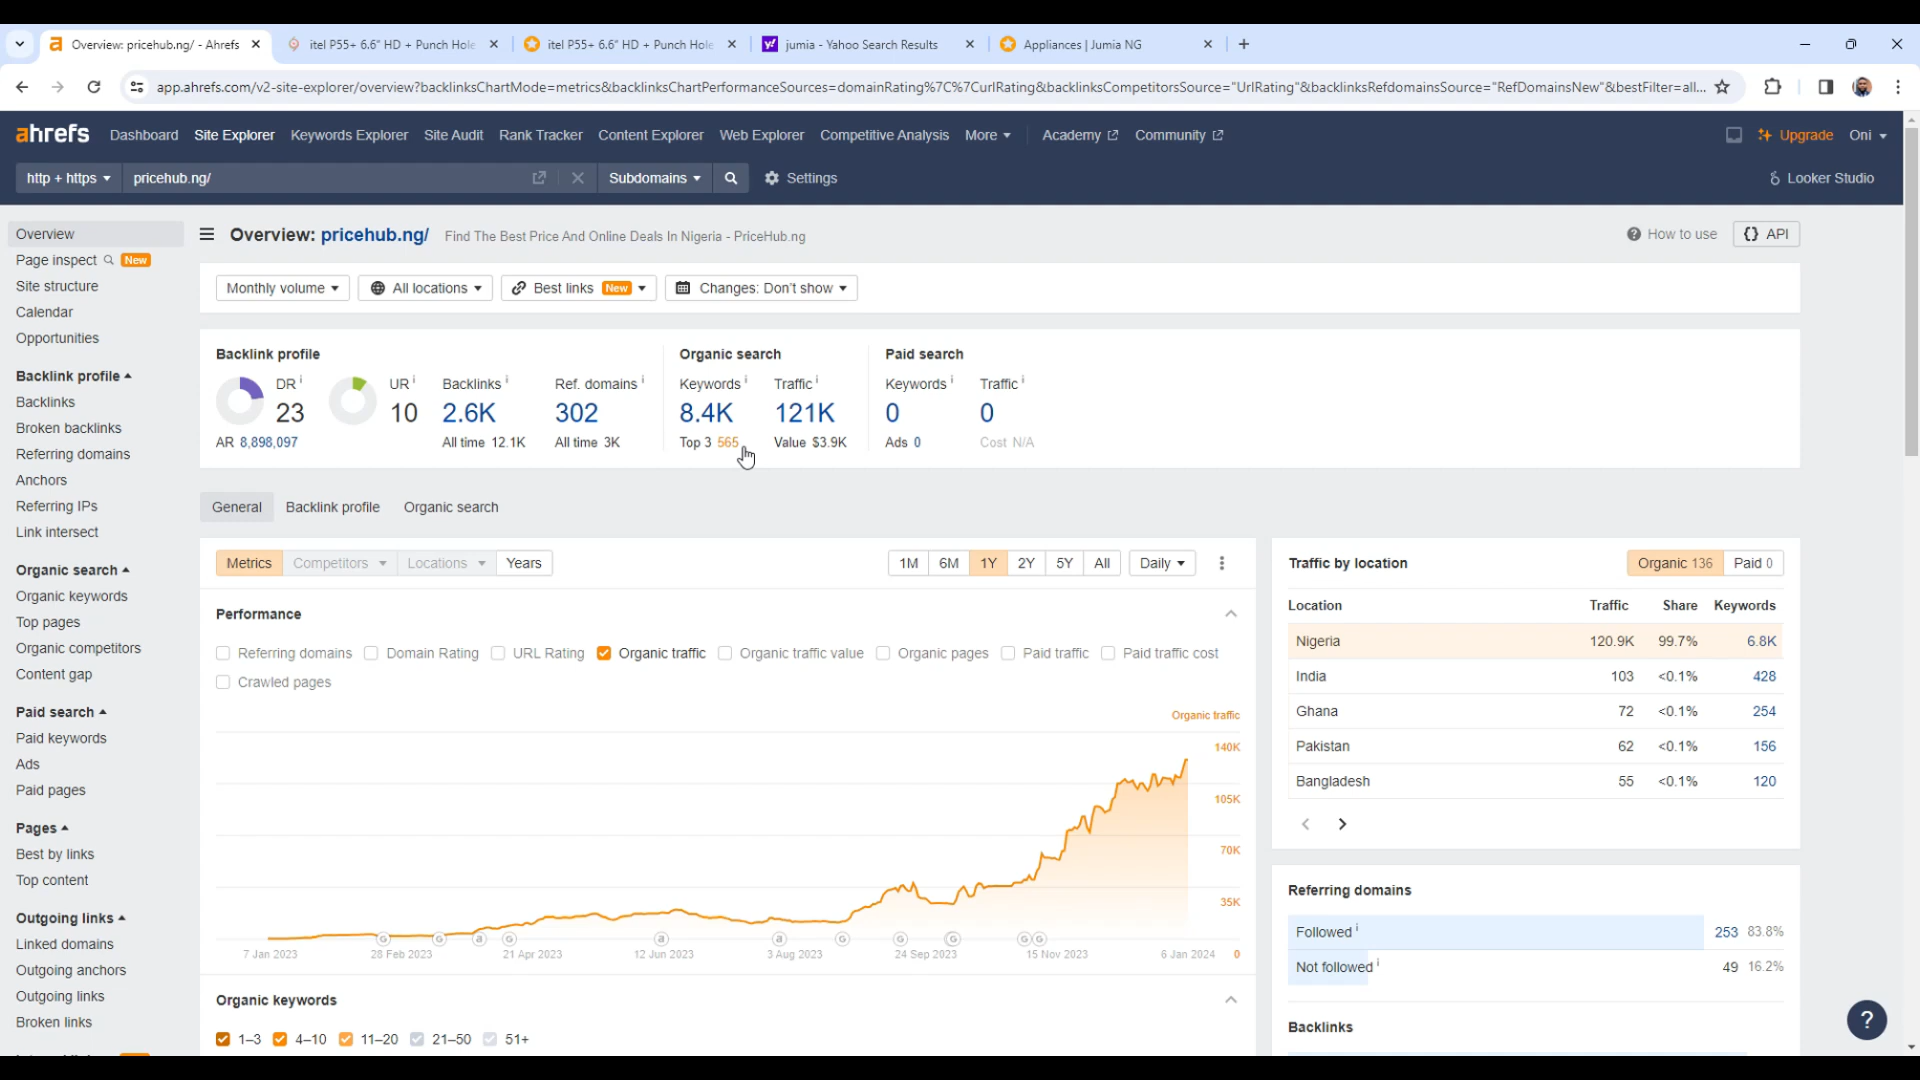 Overview: pricehub.ng/ - Ahrefs
itel P55+ 6.6" HD + Punch Hole
itel P55+ 6.6" HD + Punch Hole
jumia - Yahoo Search Results
Appliances | Jumia NG
app.ahrefs.com/v2-site-explorer/overview?backlinksChartMode=metrics&backlinksChartPerformanceSources=domainRating%7C%7CurlRating&backlinksCompetitorsSource="UrlRating"&backlinksRefdomainsSource="RefDomainsNew"&bestFilter=all...
ahrefs Dashboard Site Explorer Keywords Explorer Site Audit Rank Tracker Content Explorer Web Explorer Competitive Analysis More Academy Community Upgrade Oni
http + https pricehub.ng/ Subdomains Settings Looker Studio
Overview: pricehub.ng/ Find The Best Price And Online Deals In Nigeria - PriceHub.ng How to use {} API
Monthly volume All locations Best links New Changes: Don't show
Overview
Page inspect New
Site structure
Calendar
Opportunities
Backlink profile
Backlinks
Broken backlinks
Referring domains
Anchors
Referring IPs
Link intersect
Organic search
Organic keywords
Top pages
Organic competitors
Content gap
Paid search
Paid keywords
Ads
Paid pages
Pages
Best by links
Top content
Outgoing links
Linked domains
Outgoing anchors
Outgoing links
Broken links
Backlink profile Organic search Paid search
DR UR Backlinks Ref. domains Keywords Traffic Keywords Traffic
23 10 2.6K 302 8.4K 121K 0 0
AR 8,898,097 All time 12.1K All time 3K Top 3 565 Value $3.9K Ads 0 Cost N/A
General Backlink profile Organic search
Metrics Competitors Locations Years 1M 6M 1Y 2Y 5Y All Daily
Performance
Referring domains Domain Rating URL Rating Organic traffic Organic traffic value Organic pages Paid traffic Paid traffic cost
Crawled pages
Organic traffic
140K
105K
70K
35K
0
7 Jan 2023 28 Feb 2023 21 Apr 2023 12 Jun 2023 3 Aug 2023 24 Sep 2023 15 Nov 2023 6 Jan 2024
Organic keywords
1–3 4–10 11–20 21–50 51+
Traffic by location Organic 136 Paid 0
Location Traffic Share Keywords
Nigeria 120.9K 99.7% 6.8K
India 103 <0.1% 428
Ghana 72 <0.1% 254
Pakistan 62 <0.1% 156
Bangladesh 55 <0.1% 120
Referring domains
Followed 253 83.8%
Not followed 49 16.2%
Backlinks
?